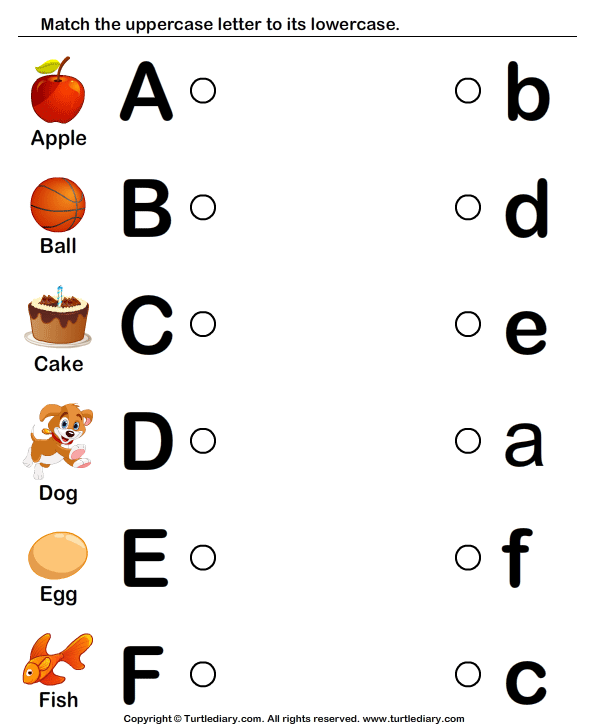 Match the uppercase letter to its lowercase.
A b
Apple
B d
Ball
C e
Cake
D a
Dog
E f
Egg
F c
Fish
Copyright © Turtlediary.com. All rights reserved. www.turtlediary.com